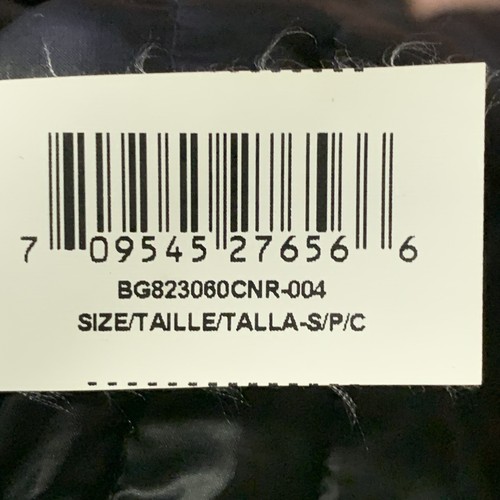 7 09545 27656 6
BG823060CNR-004
SIZE/TAILLE/TALLA-S/P/C